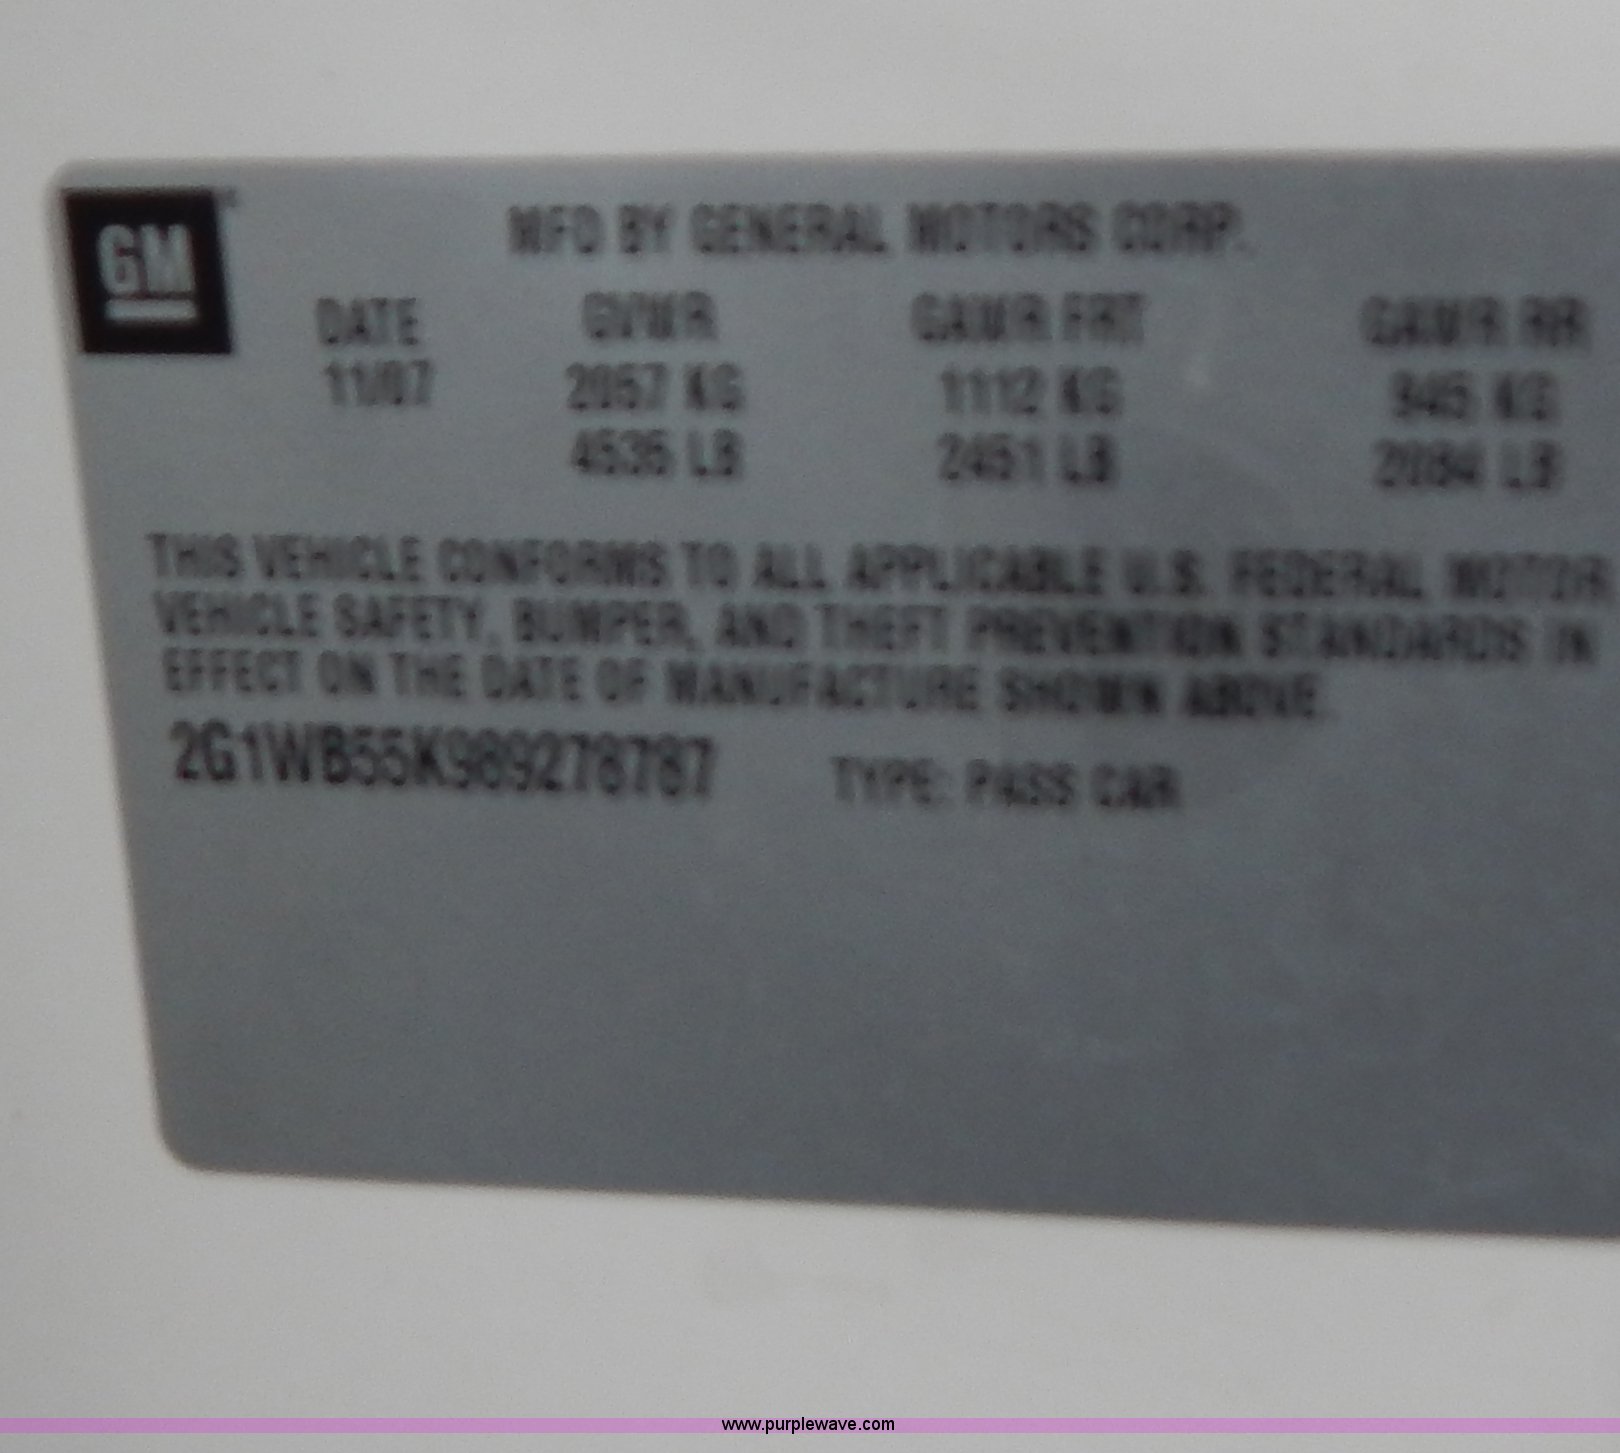 GM
MFD BY GENERAL MOTORS CORP.
DATE GVWR GAWR FRT GAWR RR
11/07 2057 KG 1112 KG 945 KG
4535 LB 2451 LB 2084 LB
THIS VEHICLE CONFORMS TO ALL APPLICABLE U.S. FEDERAL MOTOR
VEHICLE SAFETY, BUMPER, AND THEFT PREVENTION STANDARDS IN
EFFECT ON THE DATE OF MANUFACTURE SHOWN ABOVE.
2G1WB55K989278787 TYPE: PASS CAR
www.purplewave.com